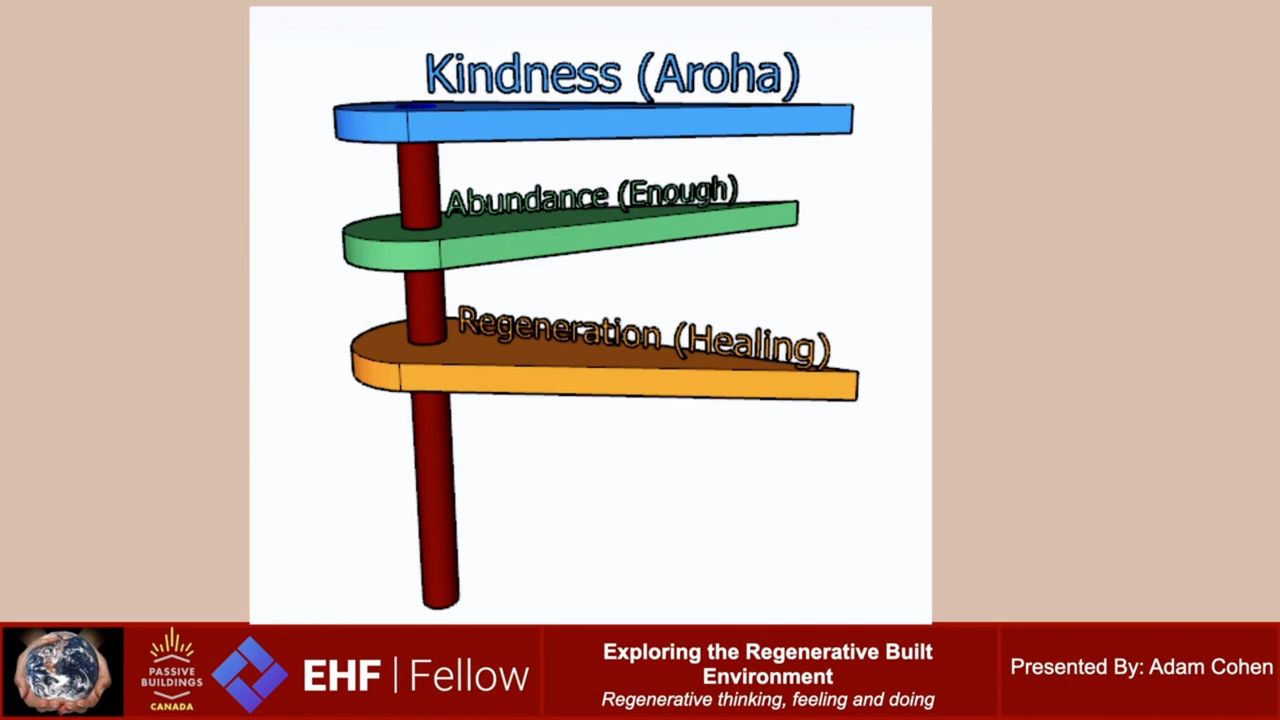 Kindness (Aroha)
Abundance (Enough)
Regeneration (Healing)
PASSIVE
BUILDINGS
CANADA
EHF | Fellow
Exploring the Regenerative Built
Environment
Regenerative thinking, feeling and doing
Presented By: Adam Cohen